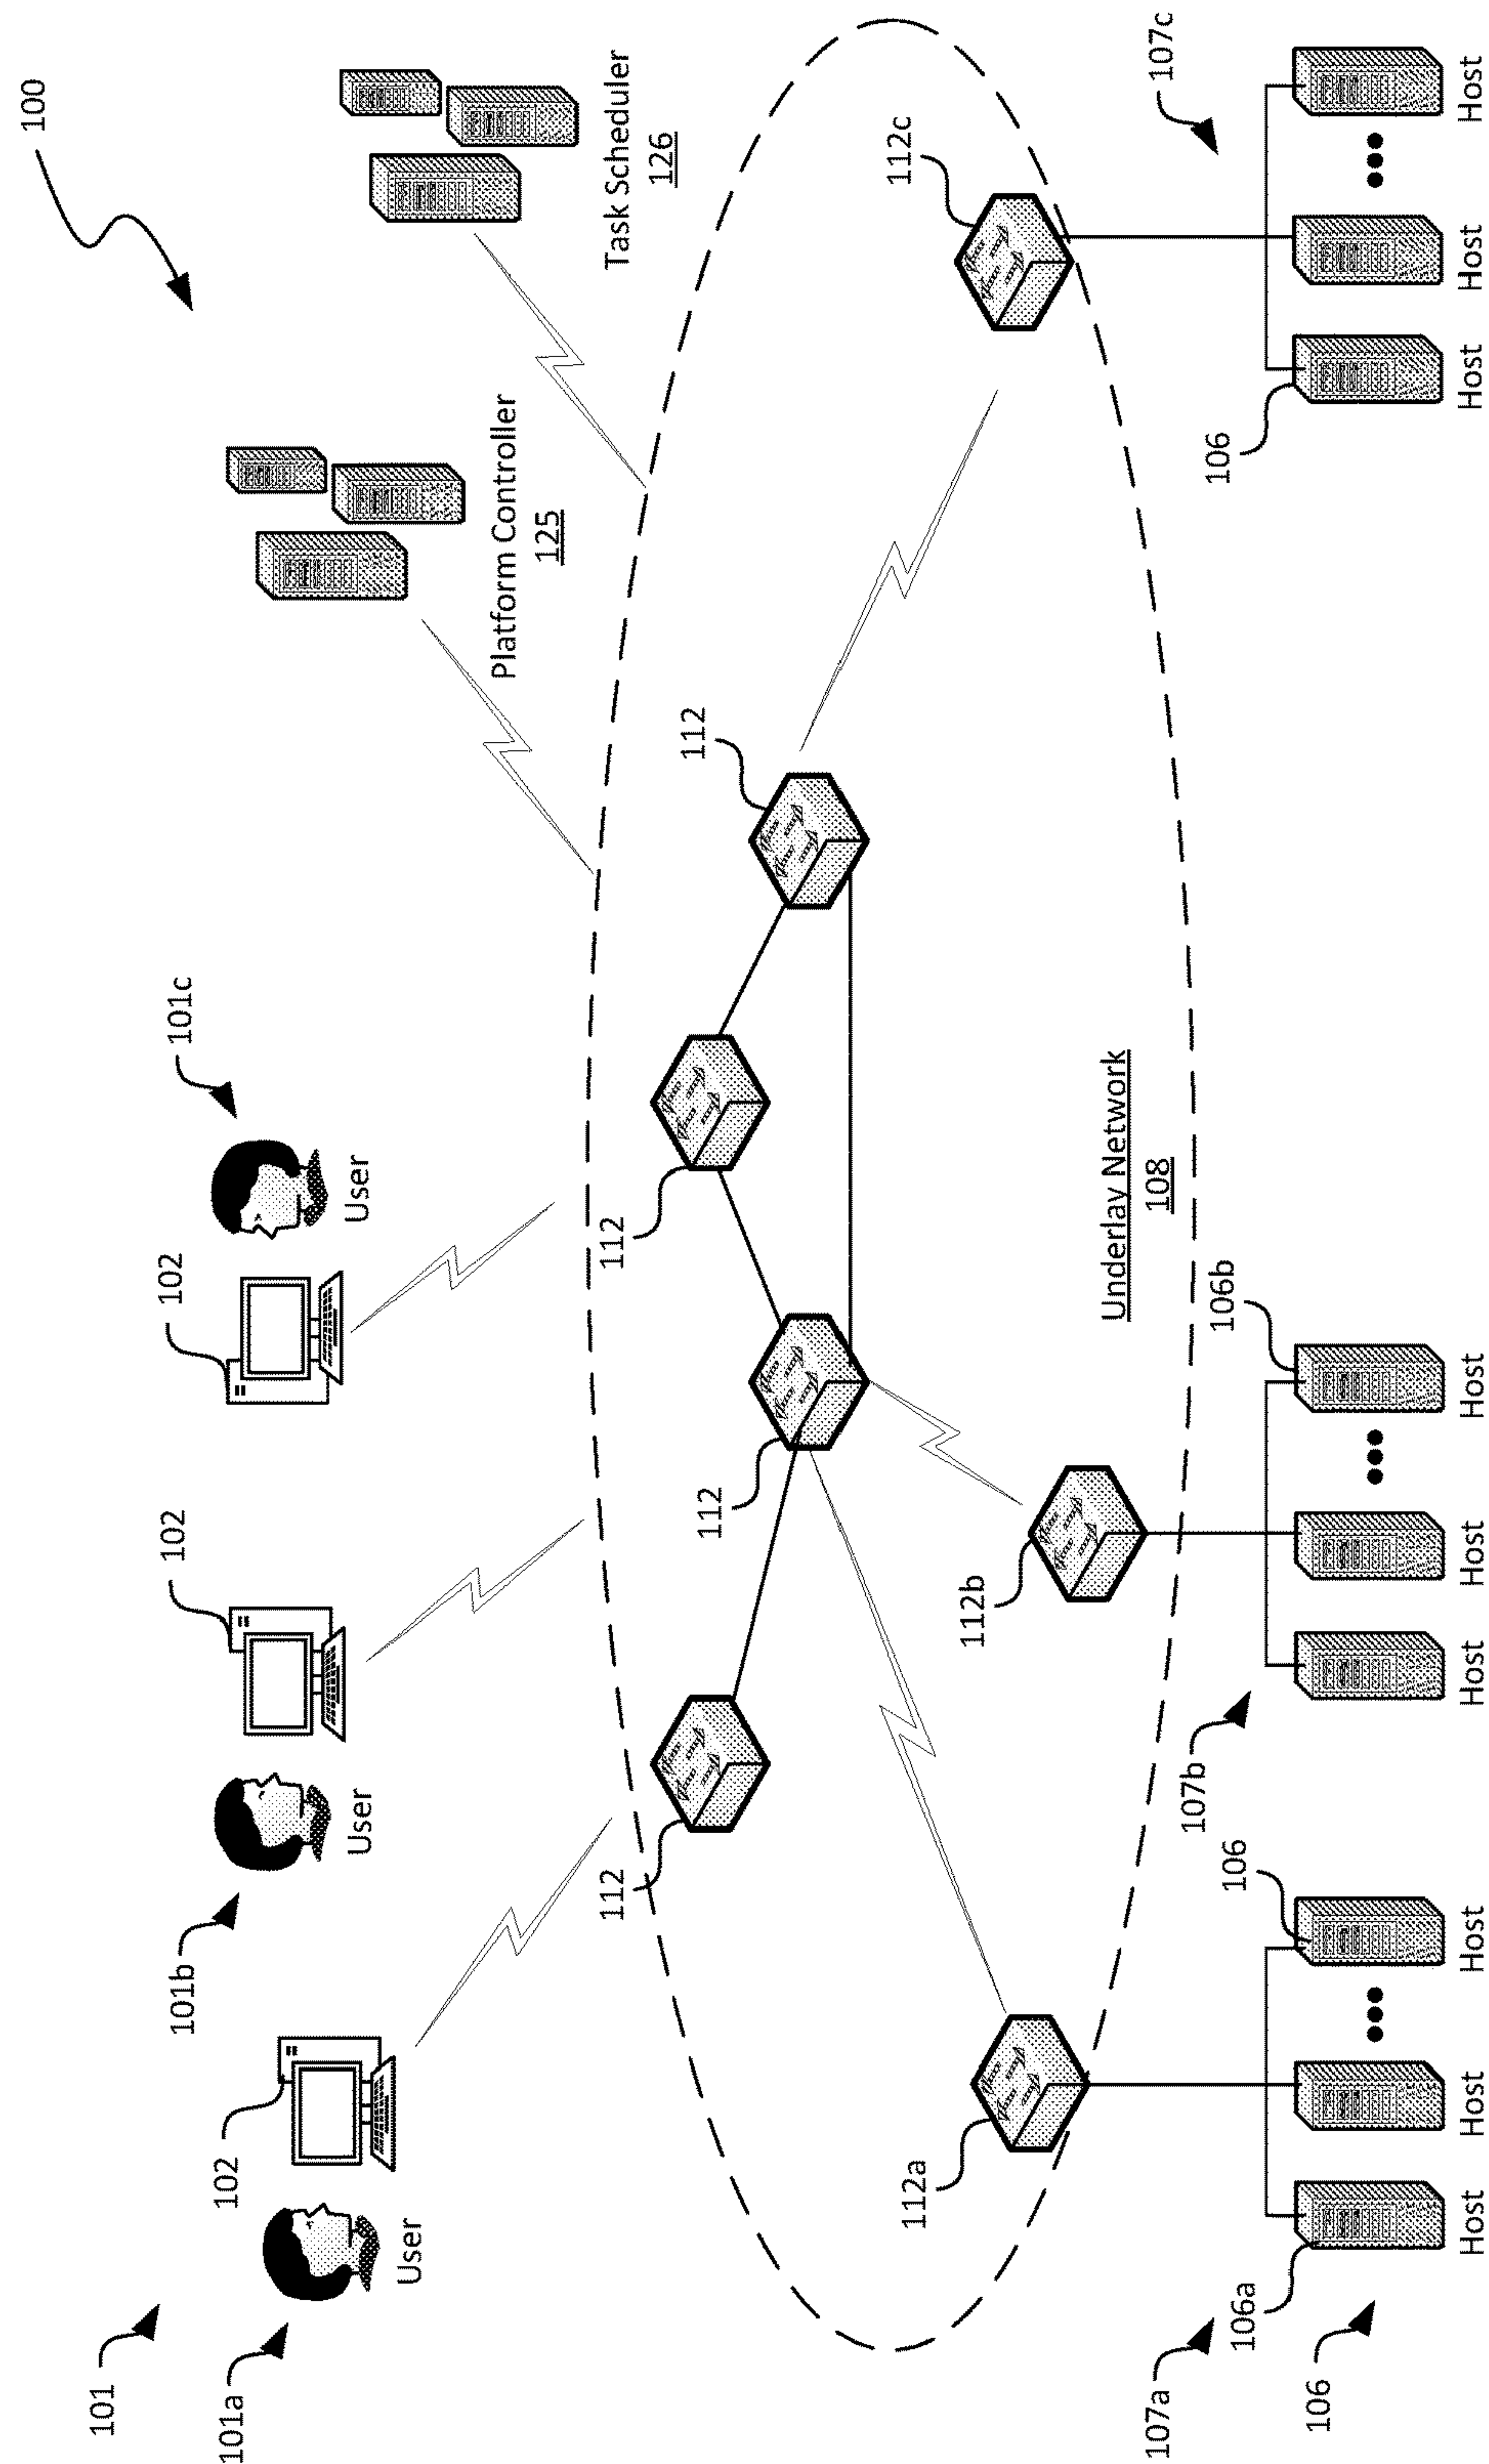 100
101
101a
User
102
101b
User
102
102
User
101c
Platform Controller
125
Task Scheduler
126
112
112
112
112
112a
112b
112c
Underlay Network
108
107a
106a
106
106
107b
106b
106
107c
Host
Host
Host
Host
Host
Host
Host
Host
Host